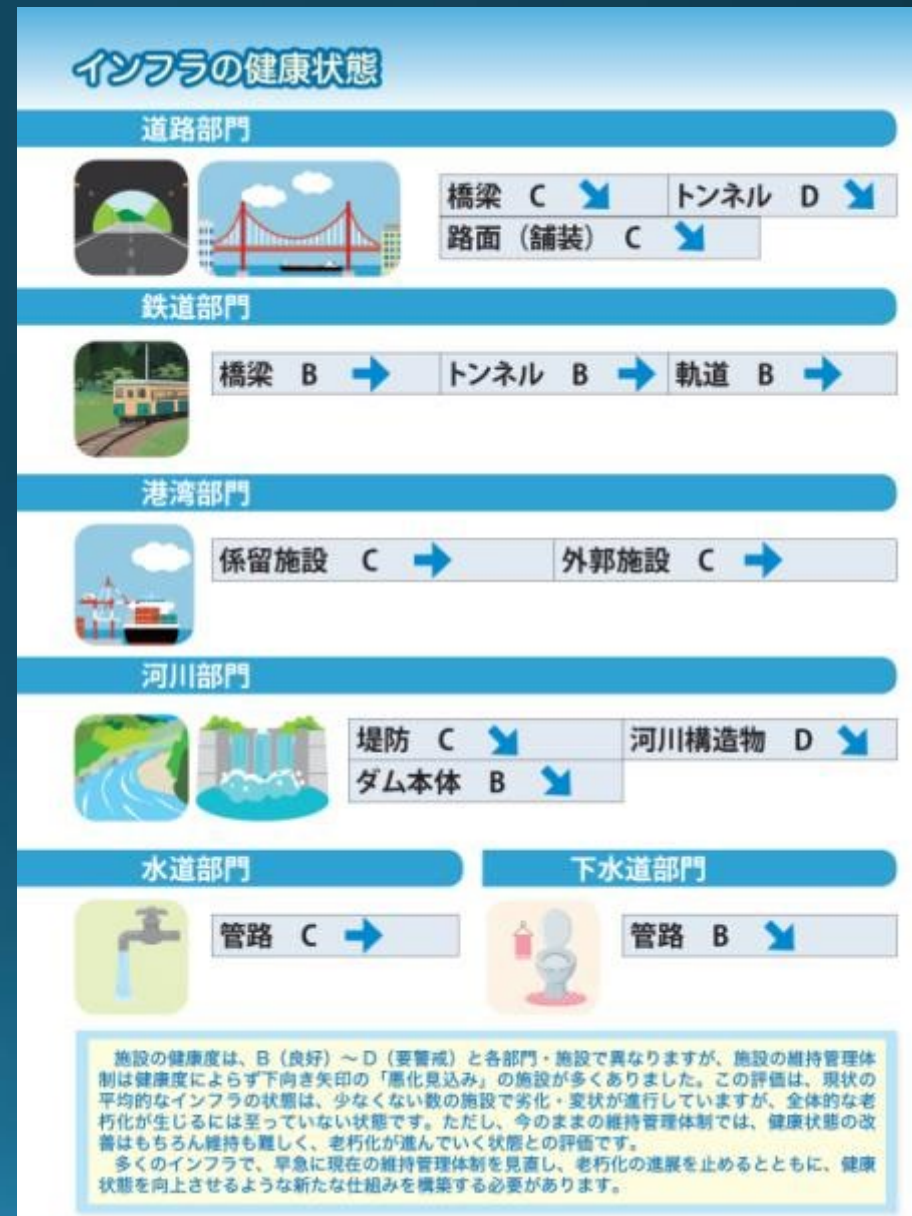 インフラの健康状態
道路部門
橋梁 C ➘ トンネル D ➘
路面（舗装） C ➘
鉄道部門
橋梁 B ➡ トンネル B ➡ 軌道 B ➡
港湾部門
係留施設 C ➡ 外郭施設 C ➡
河川部門
堤防 C ➘ 河川構造物 D ➘
ダム本体 B ➘
水道部門 下水道部門
管路 C ➡ 管路 B ➘
施設の健康度は、B（良好）～D（要警戒）と各部門・施設で異なりますが、施設の維持管理体
制は健康度によらず下向き矢印の「悪化見込み」の施設が多くありました。この評価は、現状の
平均的なインフラの状態は、少なくない数の施設で劣化・変状が進行していますが、全体的な老
朽化が生じるには至っていない状態です。ただし、今のままの維持管理体制では、健康状態の改
善はもちろん維持も難しく、老朽化が進んでいく状態との評価です。
多くのインフラで、早急に現在の維持管理体制を見直し、老朽化の進展を止めるとともに、健康
状態を向上させるような新たな仕組みを構築する必要があります。